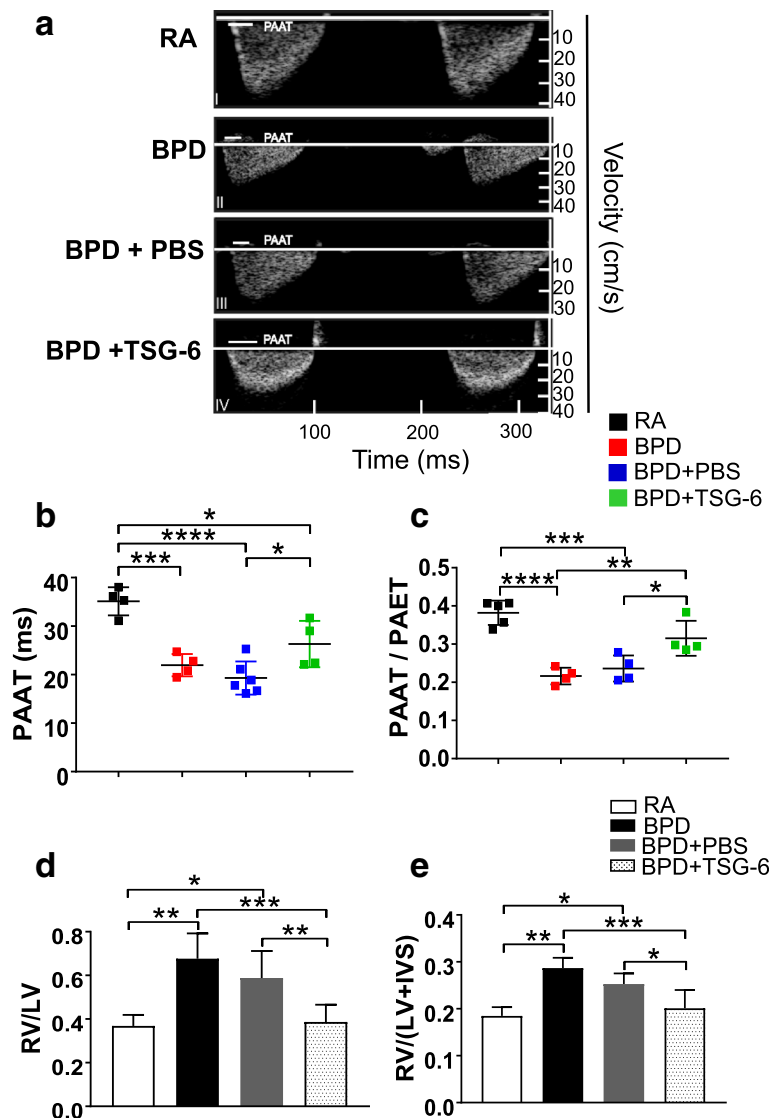 a
RA
PAAT
I
10
20
30
40
BPD
PAAT
II
10
20
30
40
BPD + PBS
PAAT
III
10
20
30
BPD +TSG-6
PAAT
IV
10
20
30
40
Velocity (cm/s)
100 200 300
Time (ms)
RA
BPD
BPD+PBS
BPD+TSG-6
b
*
****
*
***
PAAT (ms)
40
30
20
10
0
c
***
****
**
*
PAAT / PAET
0.5
0.4
0.3
0.2
0.1
0.0
RA
BPD
BPD+PBS
BPD+TSG-6
d
*
**
***
**
RV/LV
0.8
0.6
0.4
0.2
0.0
e
*
**
***
*
RV/(LV+IVS)
0.4
0.3
0.2
0.1
0.0